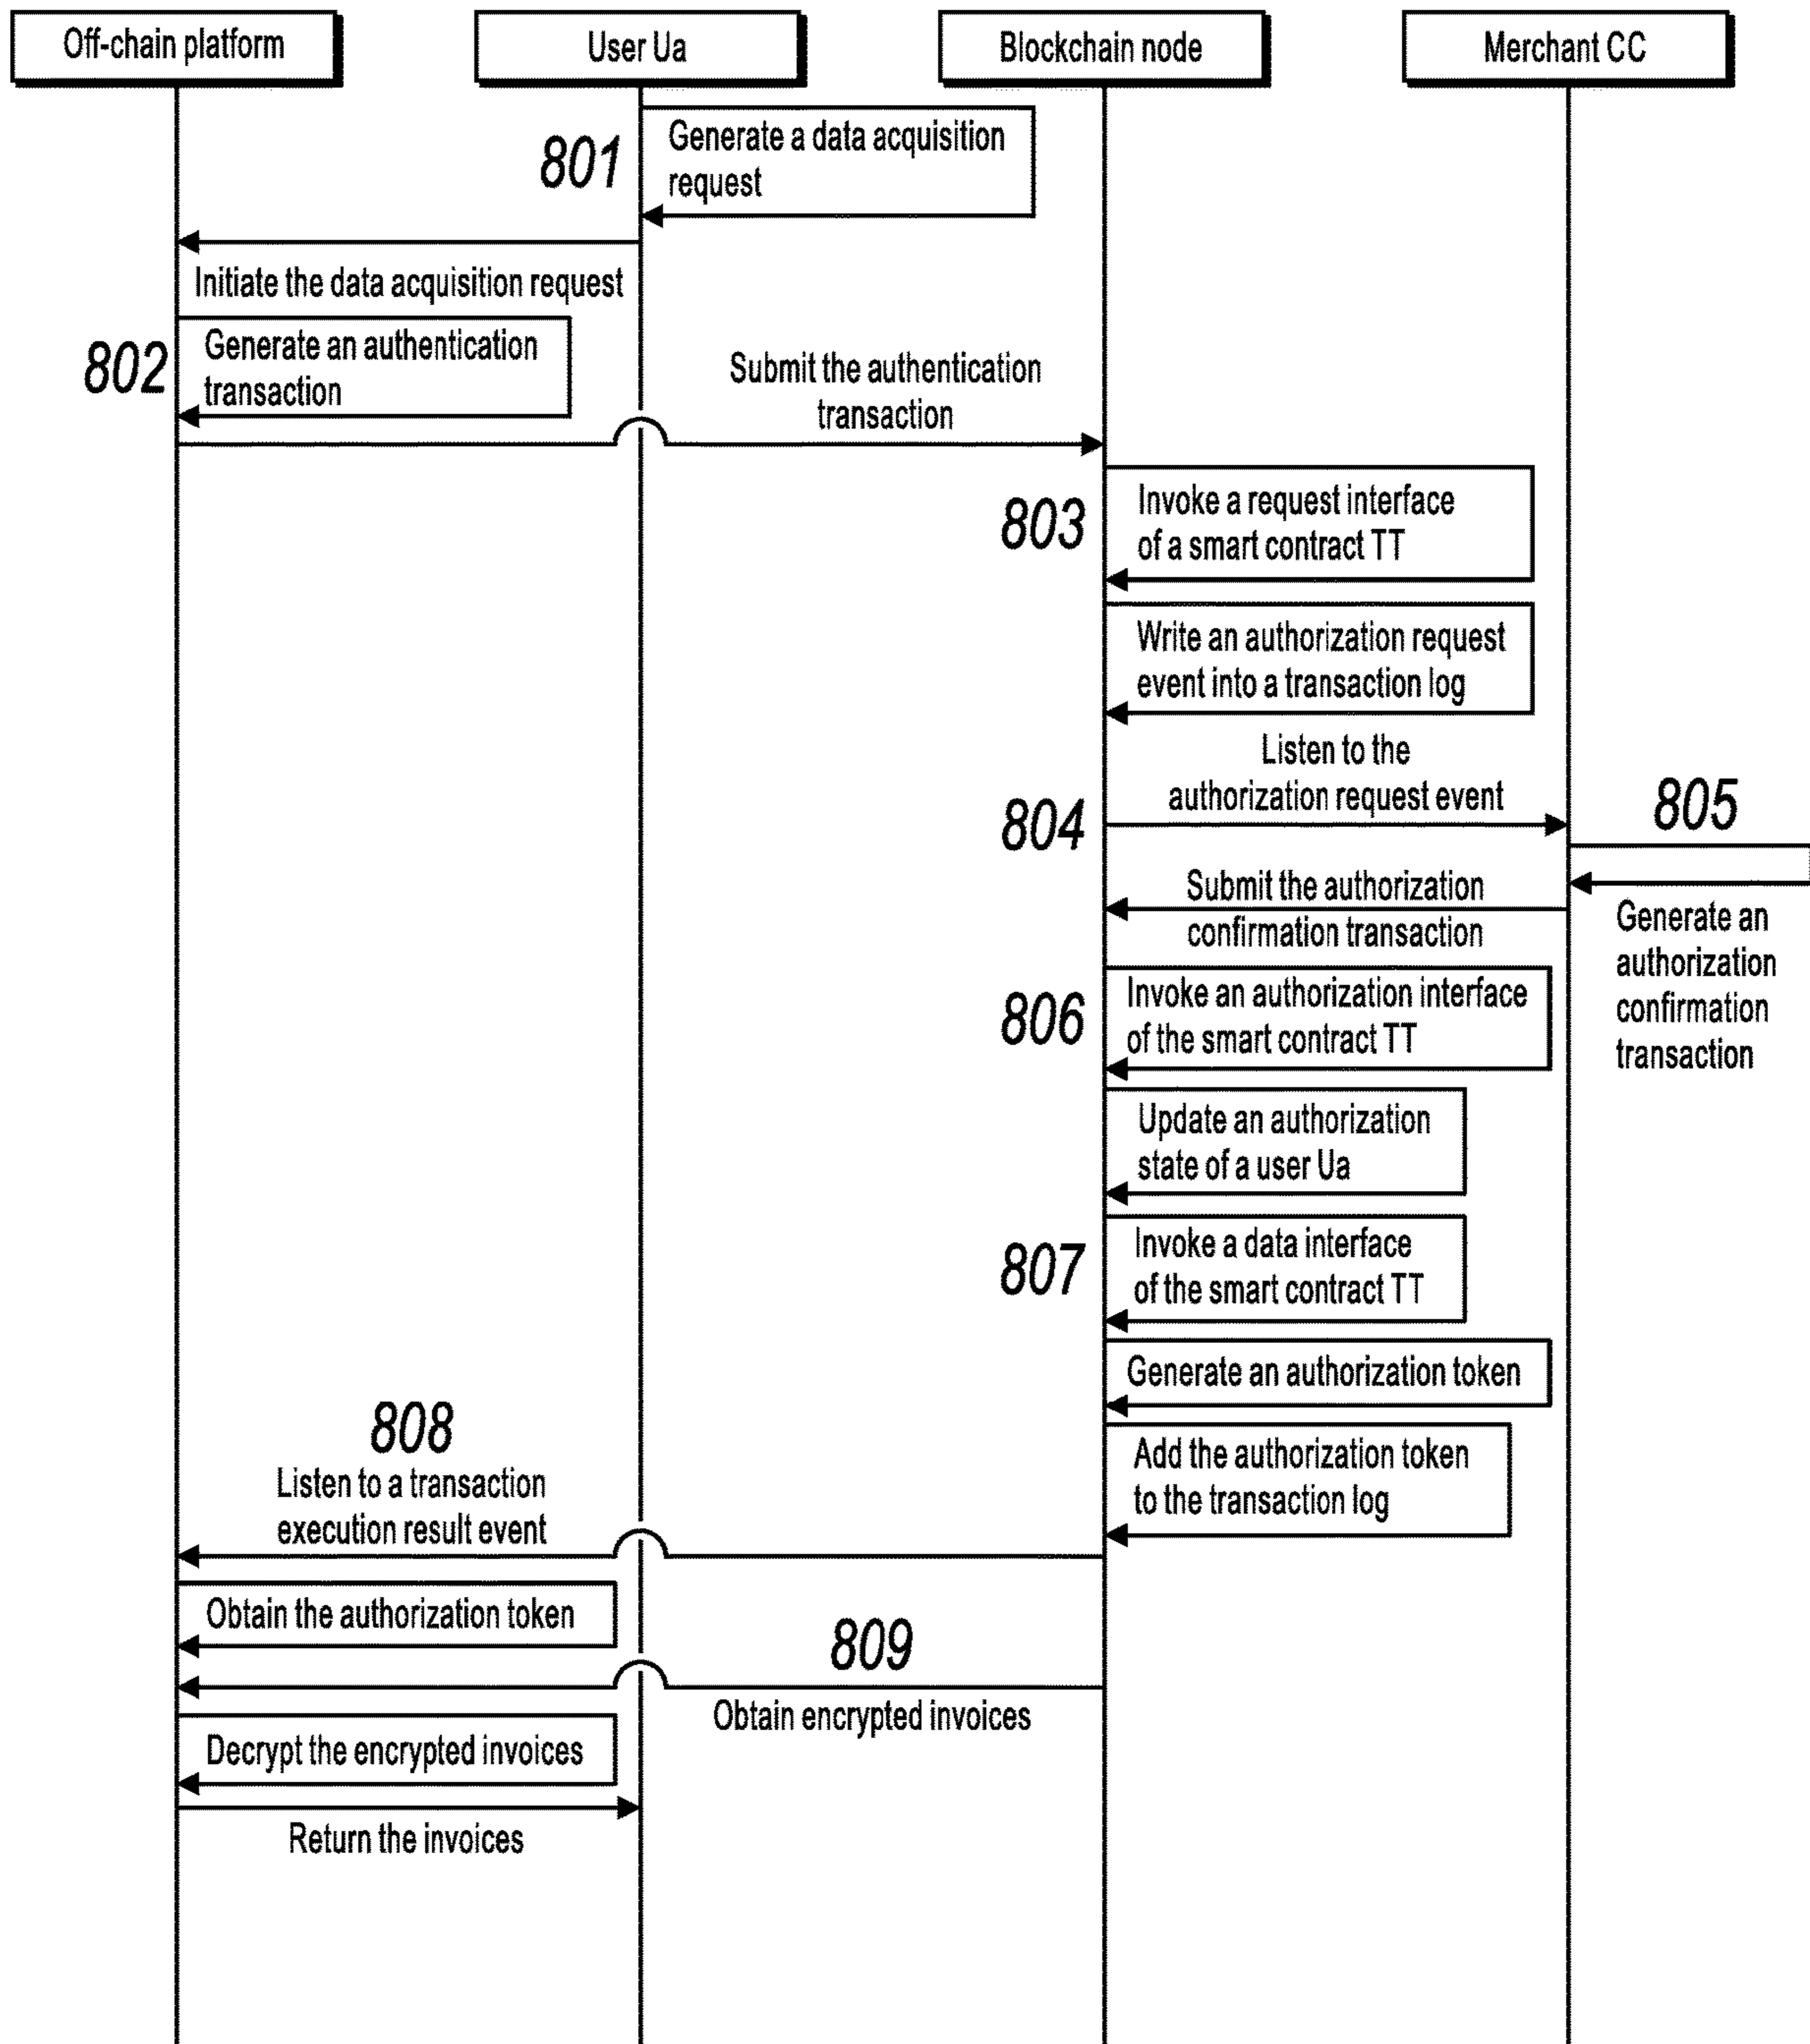 Off-chain platform
User Ua
Blockchain node
Merchant CC
801
Generate a data acquisition
request
Initiate the data acquisition request
802
Generate an authentication
transaction
Submit the authentication
transaction
803
Invoke a request interface
of a smart contract TT
Write an authorization request
event into a transaction log
Listen to the
authorization request event
804
805
Submit the authorization
confirmation transaction
Generate an
authorization
confirmation
transaction
806
Invoke an authorization interface
of the smart contract TT
Update an authorization
state of a user Ua
807
Invoke a data interface
of the smart contract TT
Generate an authorization token
Add the authorization token
to the transaction log
808
Listen to a transaction
execution result event
Obtain the authorization token
809
Obtain encrypted invoices
Decrypt the encrypted invoices
Return the invoices